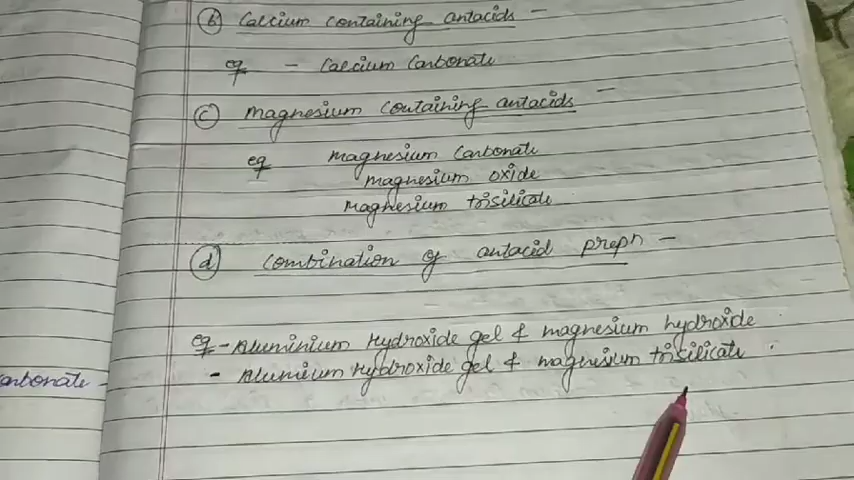 (b) Calcium containing antacids -
eg - Calcium Carbonate
(c) Magnesium containing antacids -
eg Magnesium Carbonate
Magnesium oxide
Magnesium trisilicate
(d) Combination of antacid prepn -
eg - Aluminium Hydroxide gel & magnesium hydroxide
- Aluminium Hydroxide gel & magnesium trisilicate .
arbonate -